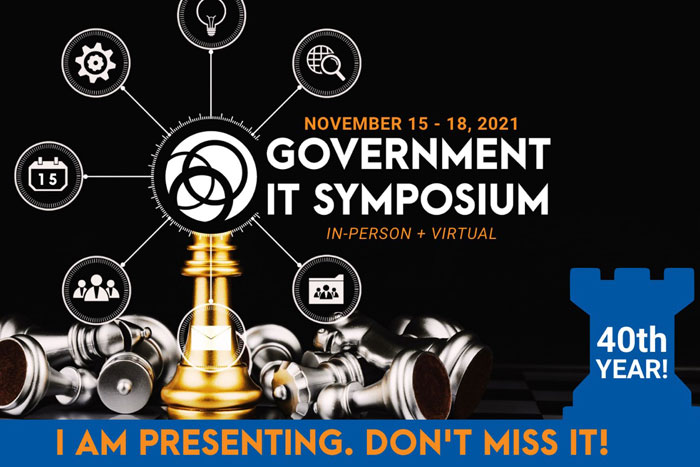 NOVEMBER 15 - 18, 2021
GOVERNMENT
IT SYMPOSIUM
IN-PERSON + VIRTUAL
15
40th
YEAR!
I AM PRESENTING. DON'T MISS IT!